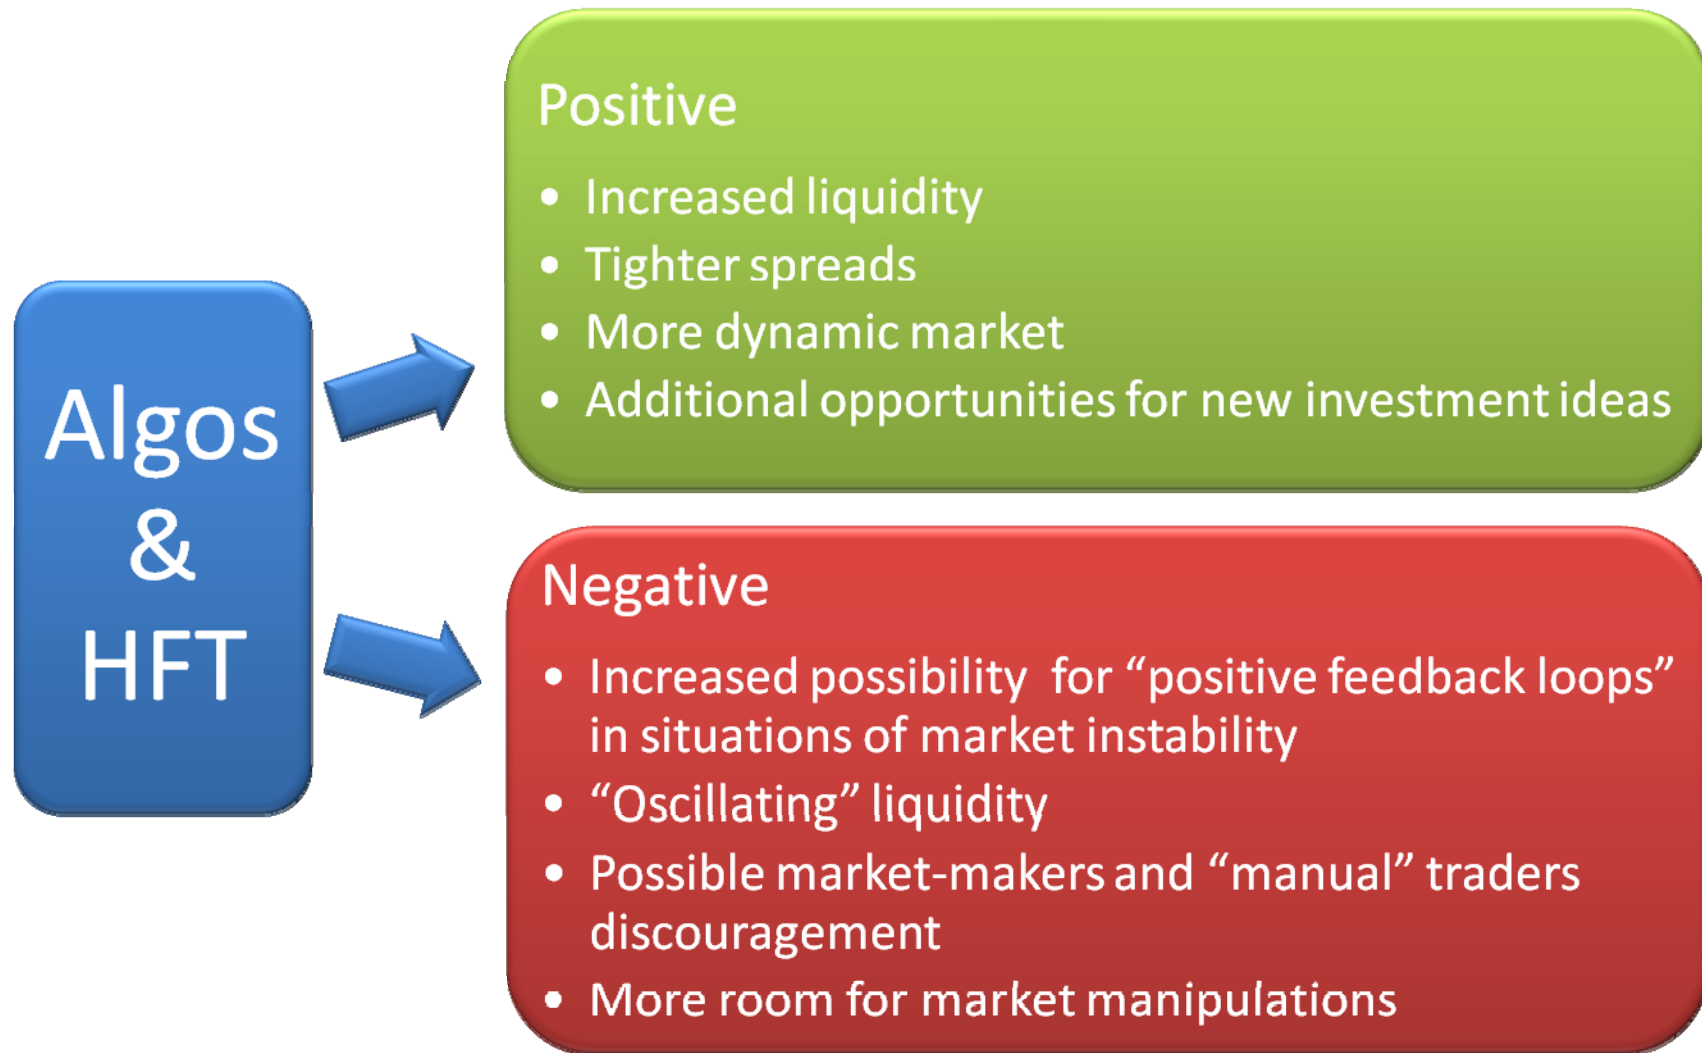 Algos
&
HFT
Positive
• Increased liquidity
• Tighter spreads
• More dynamic market
• Additional opportunities for new investment ideas
Negative
• Increased possibility  for “positive feedback loops”
in situations of market instability
• “Oscillating” liquidity
• Possible market-makers and “manual” traders
discouragement
• More room for market manipulations